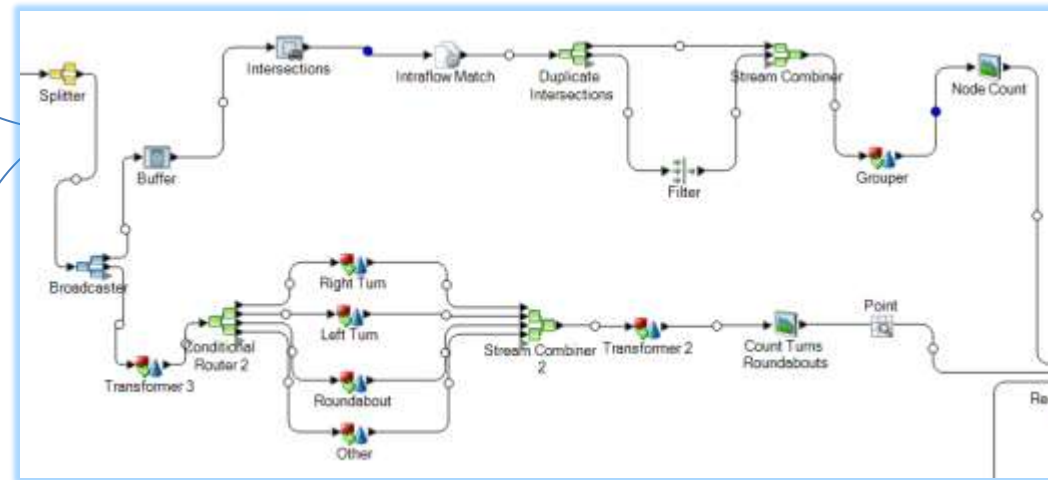 Splitter
Buffer
Intersections
Intraflow Match
Duplicate
Intersections
Stream Combiner
Filter
Grouper
Node Count
Broadcaster
Transformer 3
Conditional
Router 2
Right Turn
Left Turn
Roundabout
Other
Stream Combiner
2
Transformer 2
Count Turns
Roundabouts
Point
Re